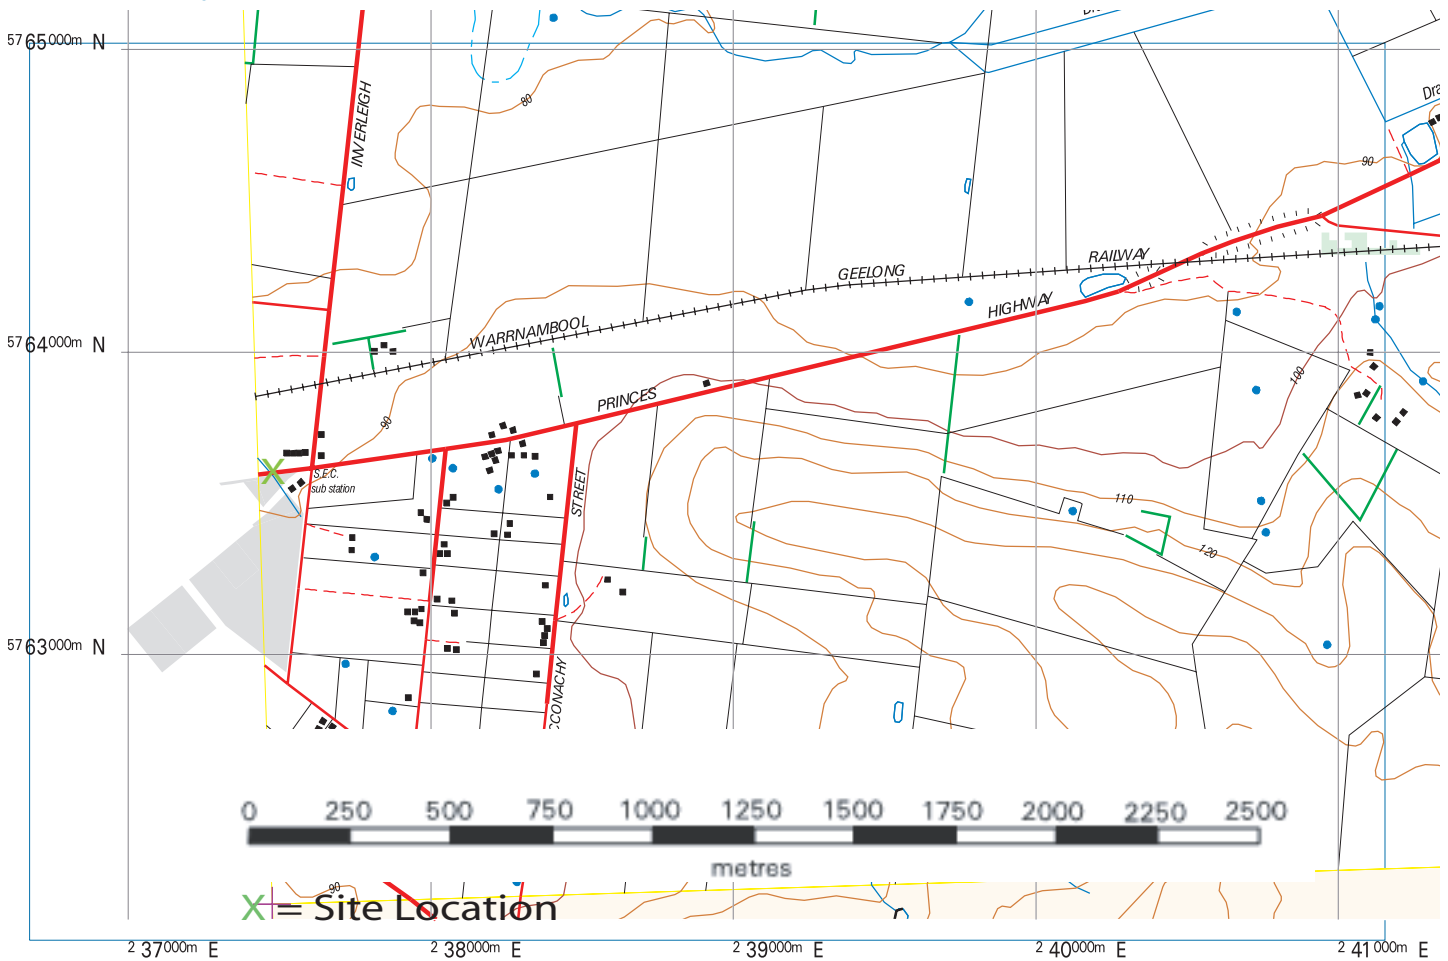 5765000m N
INVERLEIGH
80
Dra
90
RAILWAY
GEELONG
HIGHWAY
WARRNAMBOOL
5764000m N
100
PRINCES
90
S.E.C.
sub station
STREET
110
120
5763000m N
CCONACHY
0 250 500 750 1000 1250 1500 1750 2000 2250 2500
metres
90
X = Site Location
237000m E 238000m E 239000m E 240000m E 241000m E